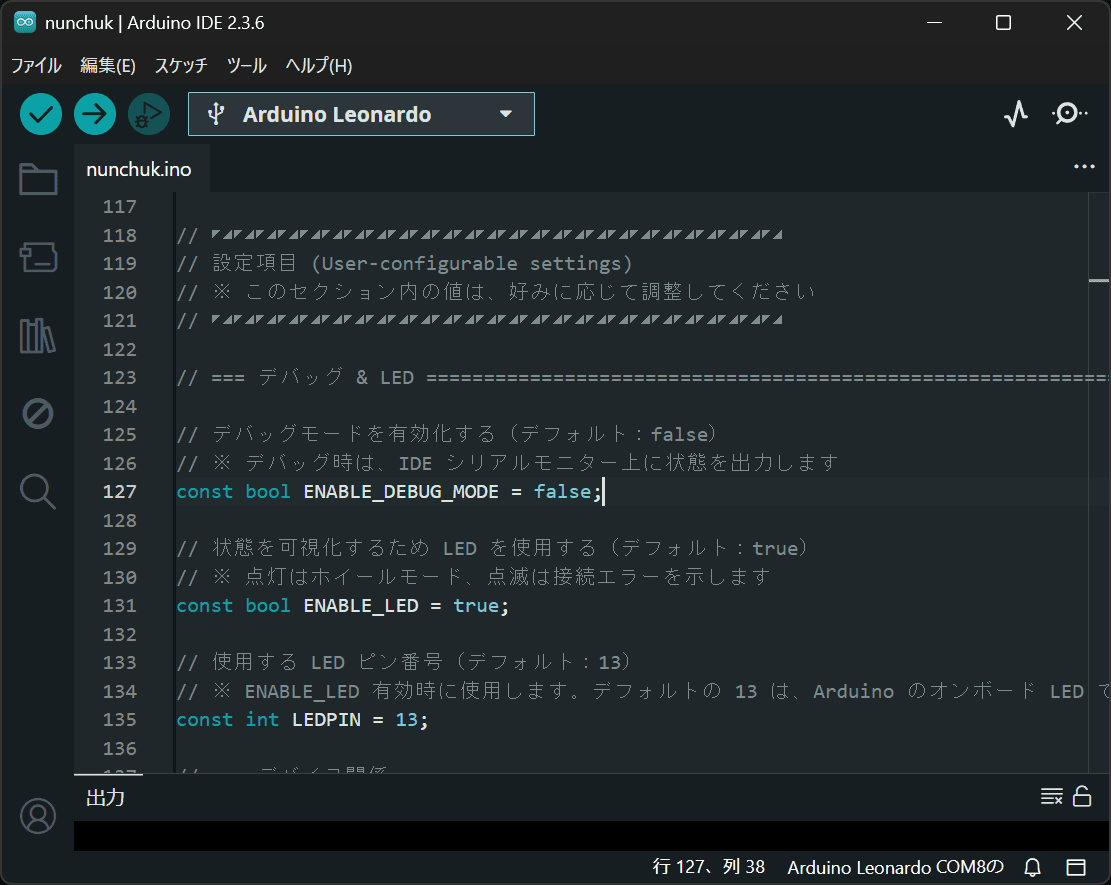 nunchuk | Arduino IDE 2.3.6
ファイル 編集(E) スケッチ ツール ヘルプ(H)
Arduino Leonardo
nunchuk.ino
117
118 // ◤◢◤◢◤◢◤◢◤◢◤◢◤◢◤◢◤◢◤◢◤◢◤◢◤◢◤◢◤◢◤◢◤◢◤◢◤◢◤◢◤◢◤◢◤◢◤◢◤◢◤◢
119 // 設定項目 (User-configurable settings)
120 // ※ このセクション内の値は、好みに応じて調整してください
121 // ◤◢◤◢◤◢◤◢◤◢◤◢◤◢◤◢◤◢◤◢◤◢◤◢◤◢◤◢◤◢◤◢◤◢◤◢◤◢◤◢◤◢◤◢◤◢◤◢◤◢◤◢
122
123 // === デバッグ & LED ===========================================================
124
125 // デバッグモードを有効化する（デフォルト：false）
126 // ※ デバッグ時は、IDE シリアルモニター上に状態を出力します
127 const bool ENABLE_DEBUG_MODE = false;
128
129 // 状態を可視化するため LED を使用する（デフォルト：true）
130 // ※ 点灯はホイールモード、点滅は接続エラーを示します
131 const bool ENABLE_LED = true;
132
133 // 使用する LED ピン番号（デフォルト：13）
134 // ※ ENABLE_LED 有効時に使用します。デフォルトの 13 は、Arduino のオンボード LED で
135 const int LEDPIN = 13;
136
出力
行 127、列 38 Arduino Leonardo COM8の